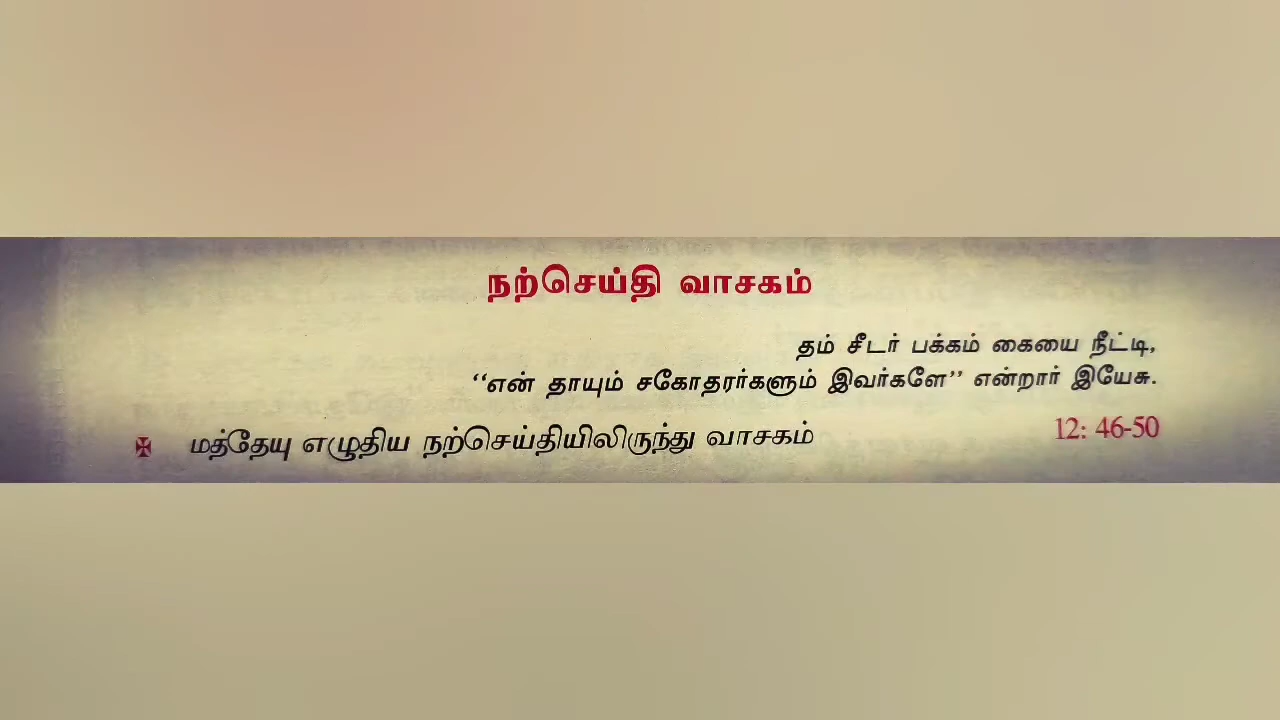 நற்செய்தி வாசகம்
தம் சீடர் பக்கம் கையை நீட்டி,
“என் தாயும் சகோதரர்களும் இவர்களே” என்றார் இயேசு.
✠ மத்தேயு எழுதிய நற்செய்தியிலிருந்து வாசகம் 12: 46-50